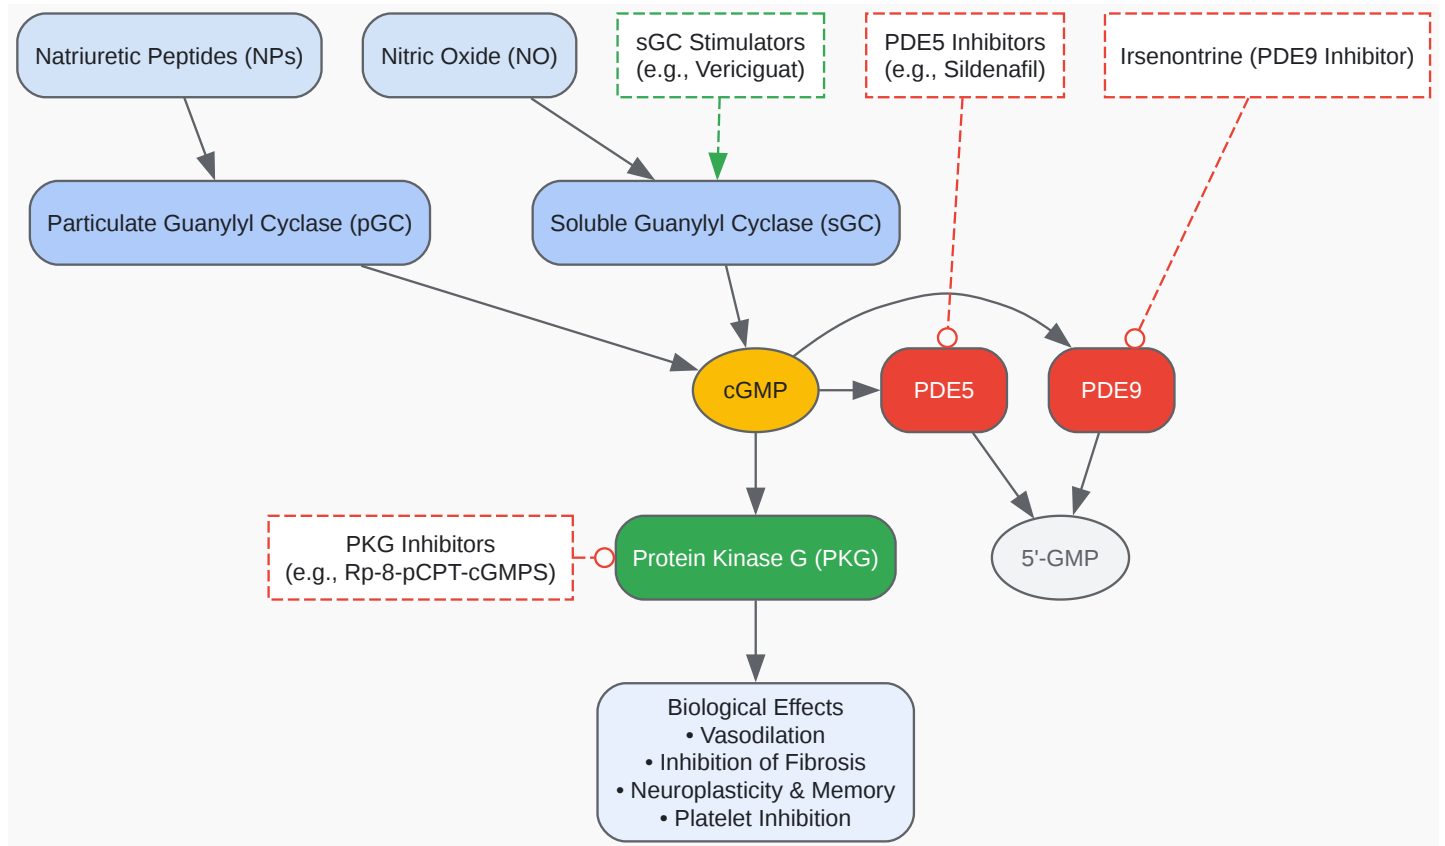 Natriuretic Peptides (NPs)
Nitric Oxide (NO)
sGC Stimulators
(e.g., Vericiguat)
PDE5 Inhibitors
(e.g., Sildenafil)
Irsenontrine (PDE9 Inhibitor)
Particulate Guanylyl Cyclase (pGC)
Soluble Guanylyl Cyclase (sGC)
cGMP
PDE5
PDE9
PKG Inhibitors
(e.g., Rp-8-pCPT-cGMPS)
Protein Kinase G (PKG)
5'-GMP
Biological Effects
• Vasodilation
• Inhibition of Fibrosis
• Neuroplasticity & Memory
• Platelet Inhibition